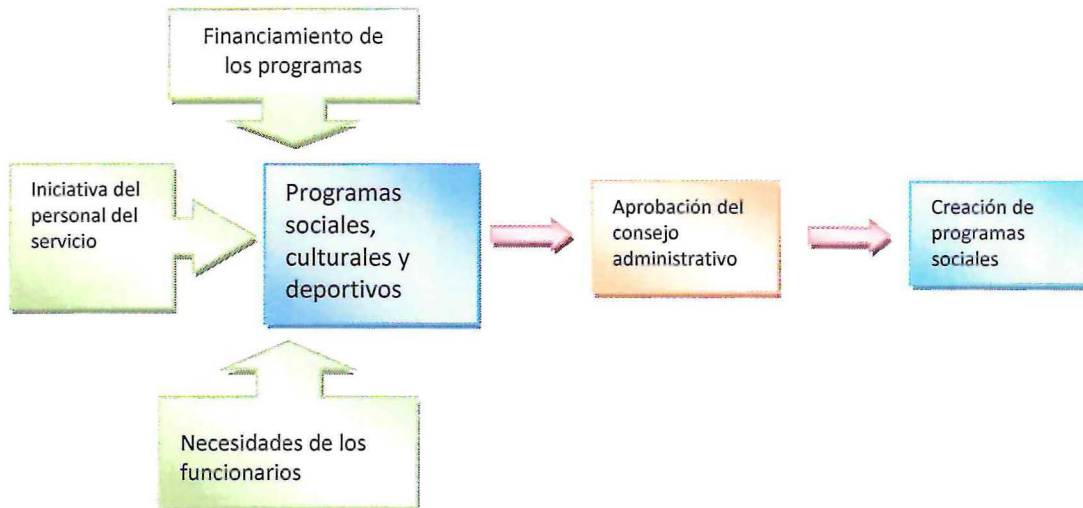 Financiamiento de
los programas
Iniciativa del
personal del
servicio
Programas
sociales,
culturales y
deportivos
Aprobación del
consejo
administrativo
Creación de
programas
sociales
Necesidades de los
funcionarios